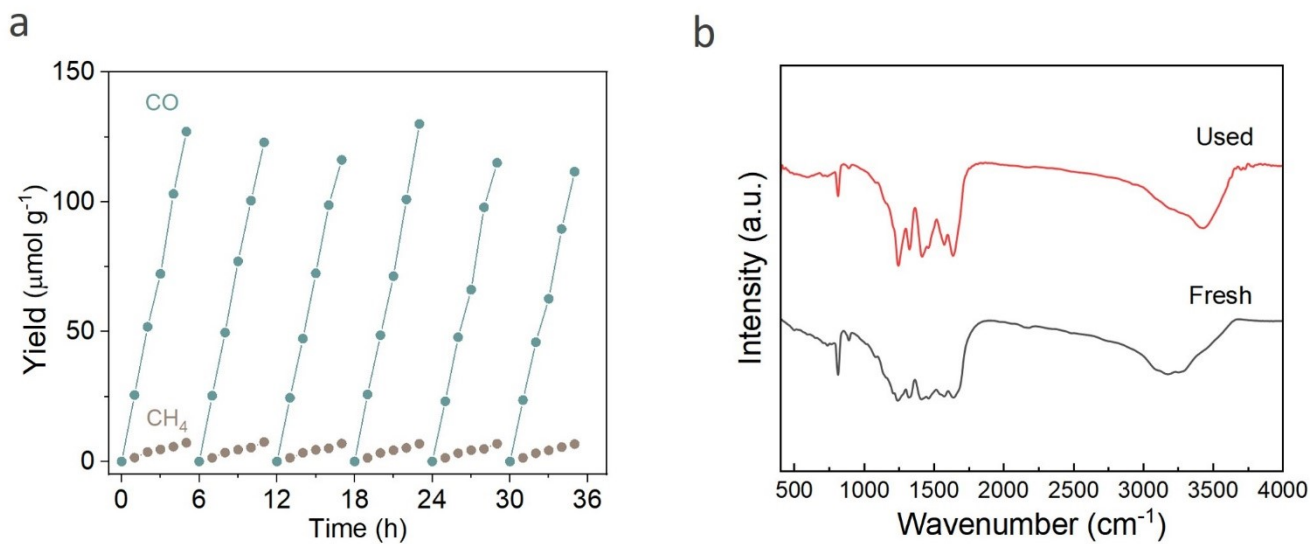 a
150
100
50
0
Yield (μmol g⁻¹)
CO
CH₄
0 6 12 18 24 30 36
Time (h)
b
Intensity (a.u.)
Used
Fresh
500 1000 1500 2000 2500 3000 3500 4000
Wavenumber (cm⁻¹)